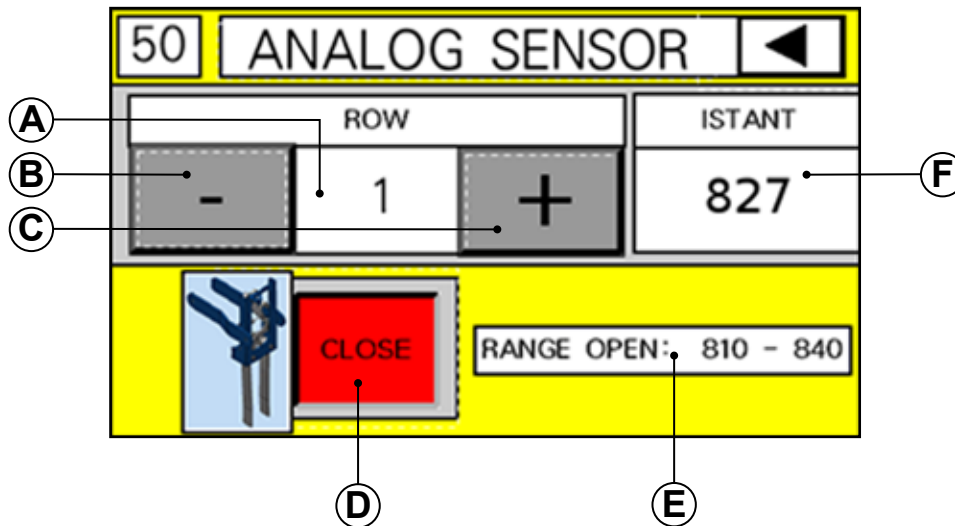 50 ANALOG SENSOR
A
ROW
ISTANT
B
-
1
+
827
F
C
CLOSE
RANGE OPEN: 810 - 840
D
E